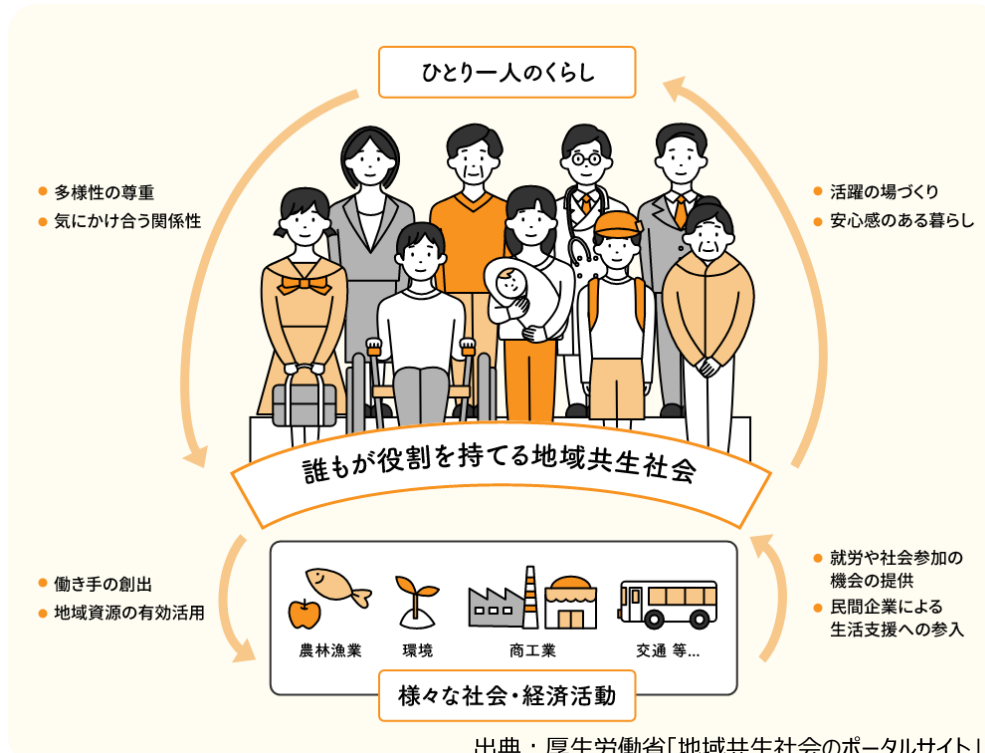 ひとり一人のくらし
多様性の尊重
気にかけ合う関係性
活躍の場づくり
安心感のある暮らし
誰もが役割を持てる地域共生社会
働き手の創出
地域資源の有効活用
就労や社会参加の
機会の提供
民間企業による
生活支援への参入
農林漁業
環境
商工業
交通 等...
様々な社会・経済活動
出典:厚生労働省「地域共生社会のポータルサイト」